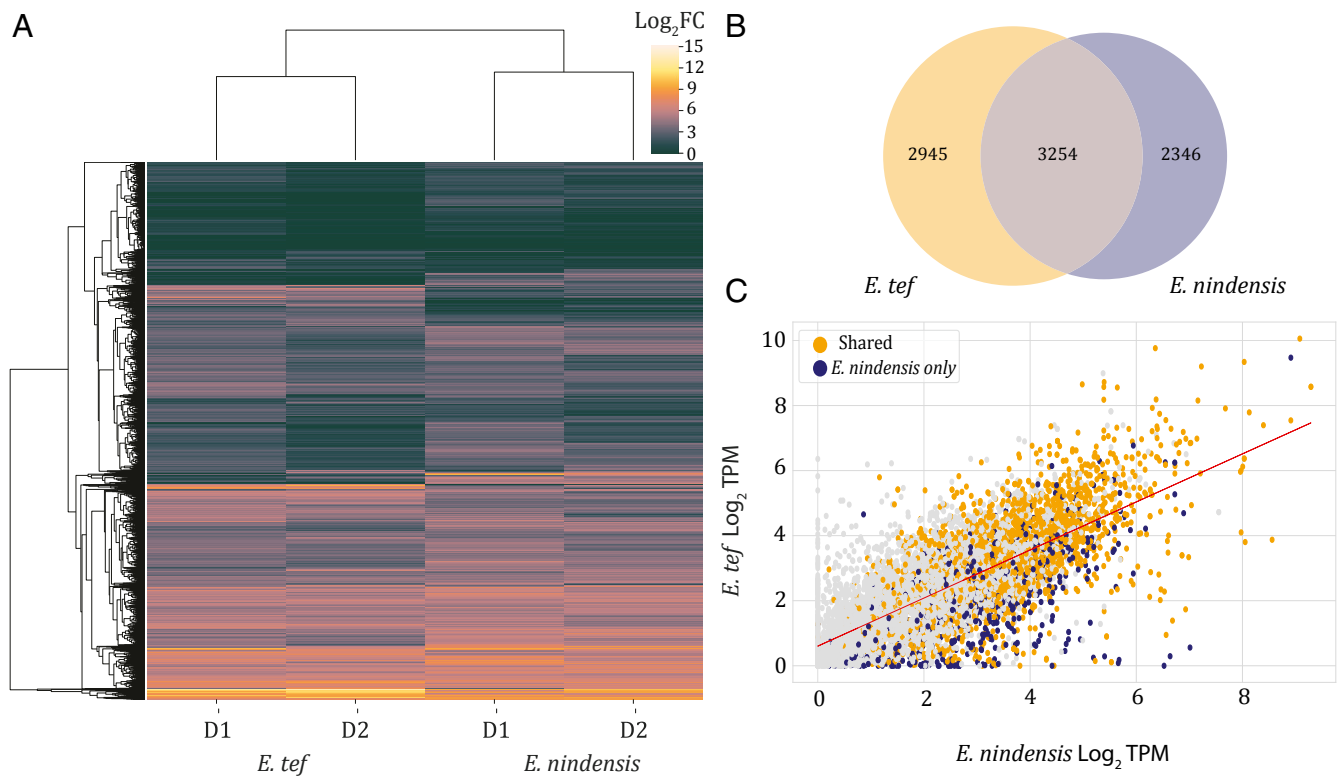 A
Log2FC
15
12
9
6
3
0
D1
D2
D1
D2
E. tef
E. nindensis
B
2945
3254
2346
E. tef
E. nindensis
C
Shared
E. nindensis only
10
8
6
4
2
0
E. tef Log2 TPM
0
2
4
6
8
E. nindensis Log2 TPM